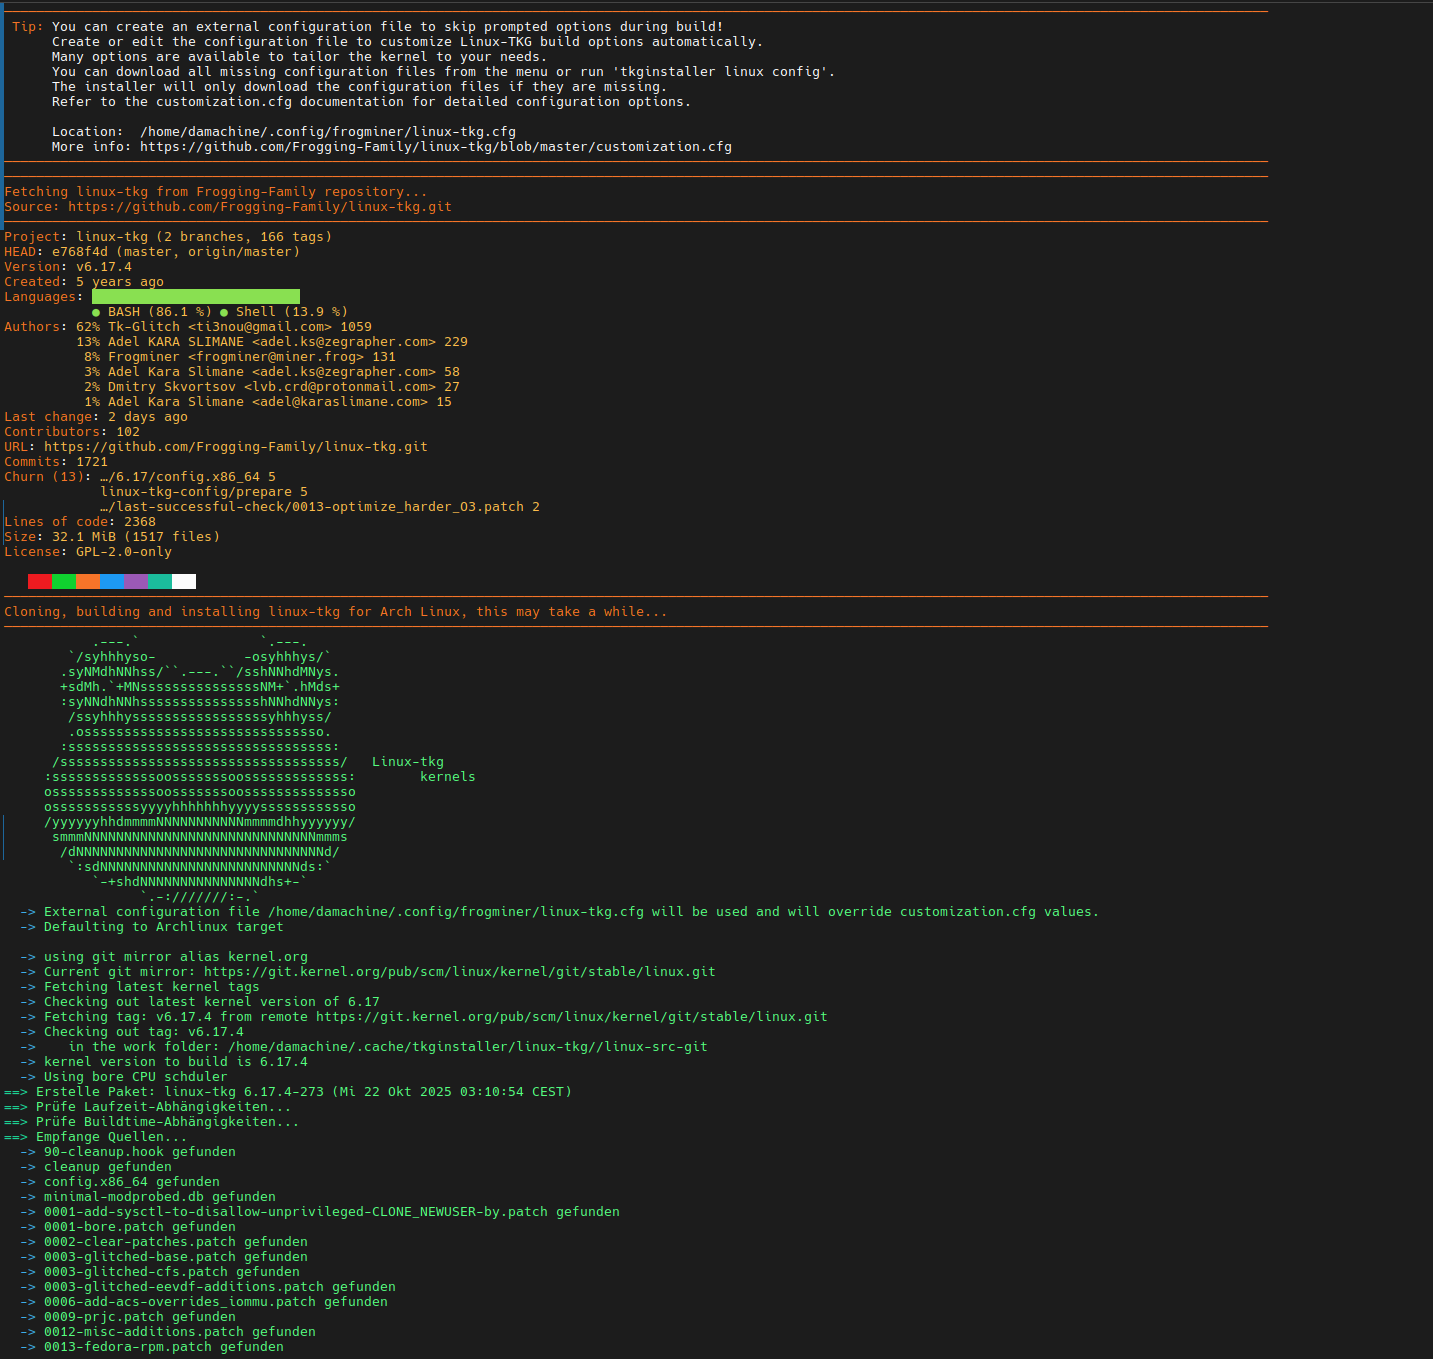 Tip: You can create an external configuration file to skip prompted options during build!
Create or edit the configuration file to customize Linux-TKG build options automatically.
Many options are available to tailor the kernel to your needs.
You can download all missing configuration files from the menu or run 'tkginstaller linux config'.
The installer will only download the configuration files if they are missing.
Refer to the customization.cfg documentation for detailed configuration options.
Location:  /home/damachine/.config/frogminer/linux-tkg.cfg
More info: https://github.com/Frogging-Family/linux-tkg/blob/master/customization.cfg
Fetching linux-tkg from Frogging-Family repository...
Source: https://github.com/Frogging-Family/linux-tkg.git
Project: linux-tkg (2 branches, 166 tags)
HEAD: e768f4d (master, origin/master)
Version: v6.17.4
Created: 5 years ago
Languages:
● BASH (86.1 %) ● Shell (13.9 %)
Authors: 62% Tk-Glitch <ti3nou@gmail.com> 1059
13% Adel KARA SLIMANE <adel.ks@zegrapher.com> 229
8% Frogminer <frogminer@miner.frog> 131
3% Adel Kara Slimane <adel.ks@zegrapher.com> 58
2% Dmitry Skvortsov <lvb.crd@protonmail.com> 27
1% Adel Kara Slimane <adel@karaslimane.com> 15
Last change: 2 days ago
Contributors: 102
URL: https://github.com/Frogging-Family/linux-tkg.git
Commits: 1721
Churn (13): …/6.17/config.x86_64 5
linux-tkg-config/prepare 5
…/last-successful-check/0013-optimize_harder_O3.patch 2
Lines of code: 2368
Size: 32.1 MiB (1517 files)
License: GPL-2.0-only
Cloning, building and installing linux-tkg for Arch Linux, this may take a while...
           .---.`               `.---.
        `/syhhhyso-           -osyhhhys/`
       .syNMdhNNhss/``.---.``/sshNNhdMNys.
       +sdMh.`+MNsssssssssssssssNM+`.hMds+
       :syNNdhNNhssssssssssssssshNNhdNNys:
        /ssyhhhysssssssssssssssssyhhhyss/
        .ossssssssssssssssssssssssssssso.
       :sssssssssssssssssssssssssssssssss:
      /sssssssssssssssssssssssssssssssssss/   Linux-tkg
     :sssssssssssssoosssssssoosssssssssssss:        kernels
     osssssssssssssoosssssssoossssssssssssso
     osssssssssssyyyyhhhhhhhyyyyssssssssssso
     /yyyyyyhhdmmmmNNNNNNNNNNNmmmmdhhyyyyyy/
      smmmNNNNNNNNNNNNNNNNNNNNNNNNNNNNNmmms
       /dNNNNNNNNNNNNNNNNNNNNNNNNNNNNNNNd/
        `:sdNNNNNNNNNNNNNNNNNNNNNNNNNds:`
           `-+shdNNNNNNNNNNNNNNNdhs+-`
                 `.-:///////:-.`
-> External configuration file /home/damachine/.config/frogminer/linux-tkg.cfg will be used and will override customization.cfg values.
-> Defaulting to Archlinux target
-> using git mirror alias kernel.org
-> Current git mirror: https://git.kernel.org/pub/scm/linux/kernel/git/stable/linux.git
-> Fetching latest kernel tags
-> Checking out latest kernel version of 6.17
-> Fetching tag: v6.17.4 from remote https://git.kernel.org/pub/scm/linux/kernel/git/stable/linux.git
-> Checking out tag: v6.17.4
->    in the work folder: /home/damachine/.cache/tkginstaller/linux-tkg//linux-src-git
-> kernel version to build is 6.17.4
-> Using bore CPU schduler
==> Erstelle Paket: linux-tkg 6.17.4-273 (Mi 22 Okt 2025 03:10:54 CEST)
==> Prüfe Laufzeit-Abhängigkeiten...
==> Prüfe Buildtime-Abhängigkeiten...
==> Empfange Quellen...
-> 90-cleanup.hook gefunden
-> cleanup gefunden
-> config.x86_64 gefunden
-> minimal-modprobed.db gefunden
-> 0001-add-sysctl-to-disallow-unprivileged-CLONE_NEWUSER-by.patch gefunden
-> 0001-bore.patch gefunden
-> 0002-clear-patches.patch gefunden
-> 0003-glitched-base.patch gefunden
-> 0003-glitched-cfs.patch gefunden
-> 0003-glitched-eevdf-additions.patch gefunden
-> 0006-add-acs-overrides_iommu.patch gefunden
-> 0009-prjc.patch gefunden
-> 0012-misc-additions.patch gefunden
-> 0013-fedora-rpm.patch gefunden